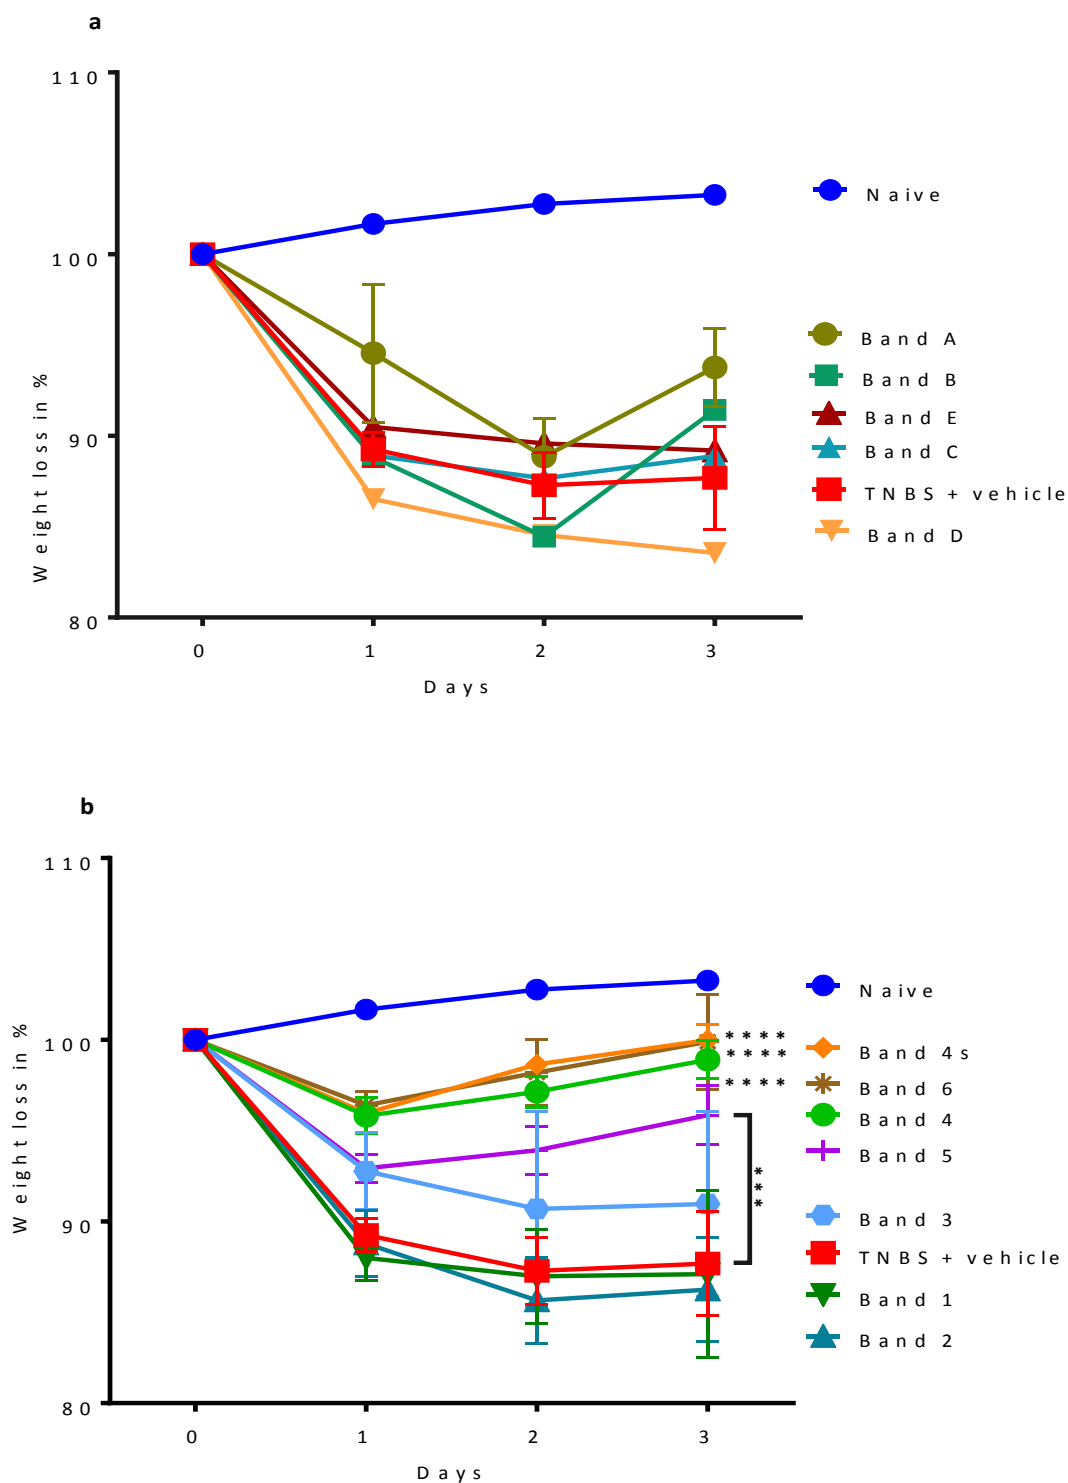 a
110
100
90
80
Weight loss in %
0 1 2 3
Days
Naive
Band A
Band B
Band E
Band C
TNBS + vehicle
Band D
b
110
100
90
80
Weight loss in %
0 1 2 3
Days
****
****
****
***
Naive
Band 4s
Band 6
Band 4
Band 5
Band 3
TNBS + vehicle
Band 1
Band 2